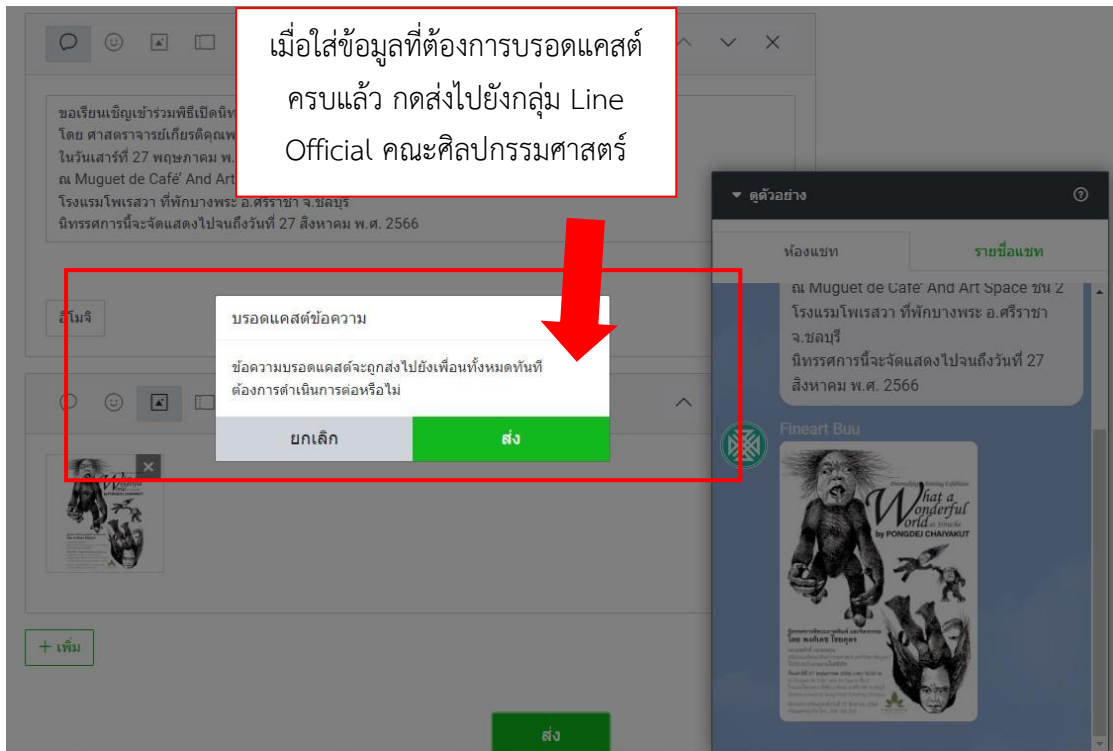 เมื่อใส่ข้อมูลที่ต้องการบรอดแคสต์
ครบแล้ว กดส่งไปยังกลุ่ม Line
Official คณะศิลปกรรมศาสตร์
ขอเรียนเชิญเข้าร่วมพิธีเปิด
โดย ศาสตราจารย์เกียรติคุณ
ในวันเสาร์ที่ 27 พฤษภาคม พ.
ณ Muguet de Café' And Art
โรงแรมโพเรสวา ที่พักบางพระ อ.ศรีราชา จ.ชลบุรี
นิทรรศการนี้จะจัดแสดงไปจนถึงวันที่ 27 สิงหาคม พ.ศ. 2566
อีโมจิ
บรอดแคสต์ข้อความ
ข้อความบรอดแคสต์จะถูกส่งไปยังเพื่อนทั้งหมดทันที
ต้องการดำเนินการต่อหรือไม่
ยกเลิก
ส่ง
+ เพิ่ม
ส่ง
ดูตัวอย่าง
ห้องแชท
รายชื่อแชท
ณ Muguet de Café' And Art Space ชั้น 2
โรงแรมโพเรสวา ที่พักบางพระ อ.ศรีราชา
จ.ชลบุรี
นิทรรศการนี้จะจัดแสดงไปจนถึงวันที่ 27
สิงหาคม พ.ศ. 2566
Fineart Buu
What a
Wonderful
World at Sriracha
by PONGDEJ CHAIYAKUT
โดย พงศ์เดช ไชยคุตร